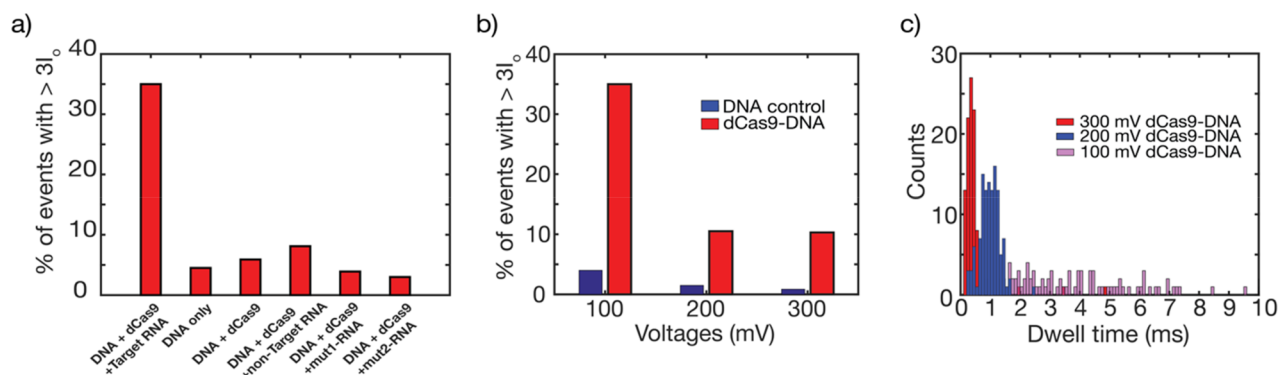 a)
% of events with > 3Iₒ
40
30
20
10
0
DNA + dCas9
+Target RNA
DNA only
DNA + dCas9
DNA + dCas9
+non-Target RNA
DNA + dCas9
+mut1-RNA
DNA + dCas9
+mut2-RNA
b)
% of events with > 3Iₒ
40
30
20
10
0
DNA control
dCas9-DNA
100 200 300
Voltages (mV)
c)
Counts
30
20
10
0
300 mV dCas9-DNA
200 mV dCas9-DNA
100 mV dCas9-DNA
0 1 2 3 4 5 6 7 8 9 10
Dwell time (ms)